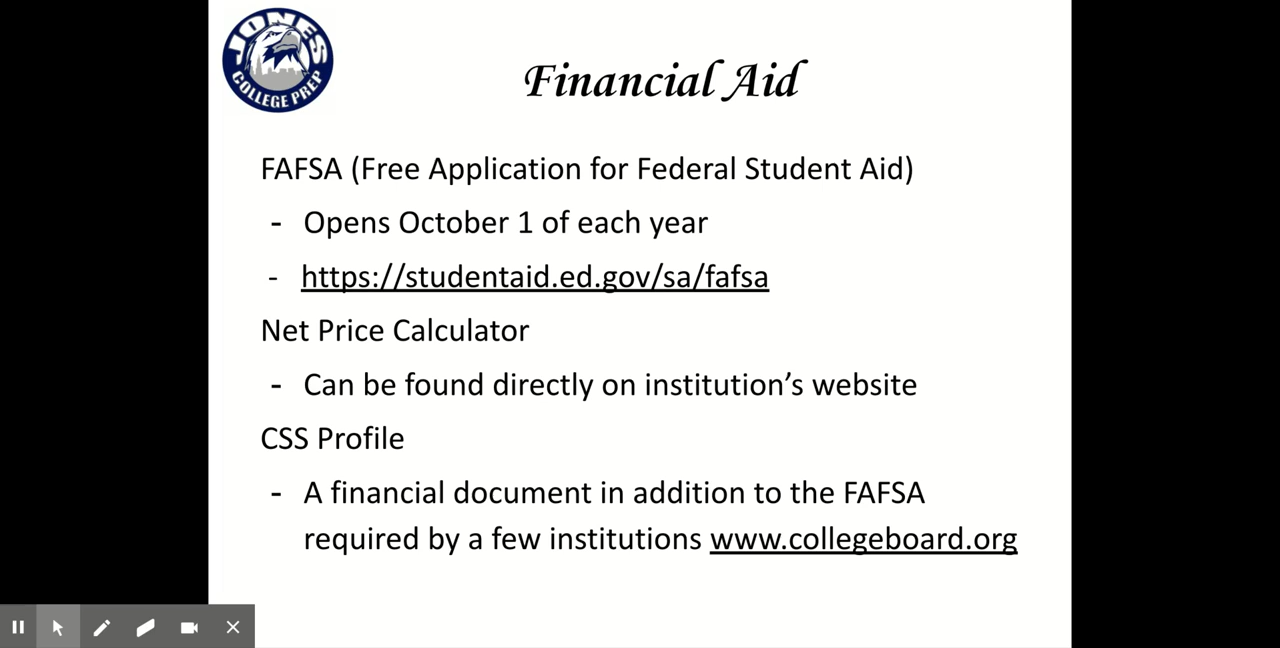 JONES
COLLEGE PREP
Financial Aid
FAFSA (Free Application for Federal Student Aid)
- Opens October 1 of each year
- https://studentaid.ed.gov/sa/fafsa
Net Price Calculator
- Can be found directly on institution’s website
CSS Profile
- A financial document in addition to the FAFSA
required by a few institutions www.collegeboard.org